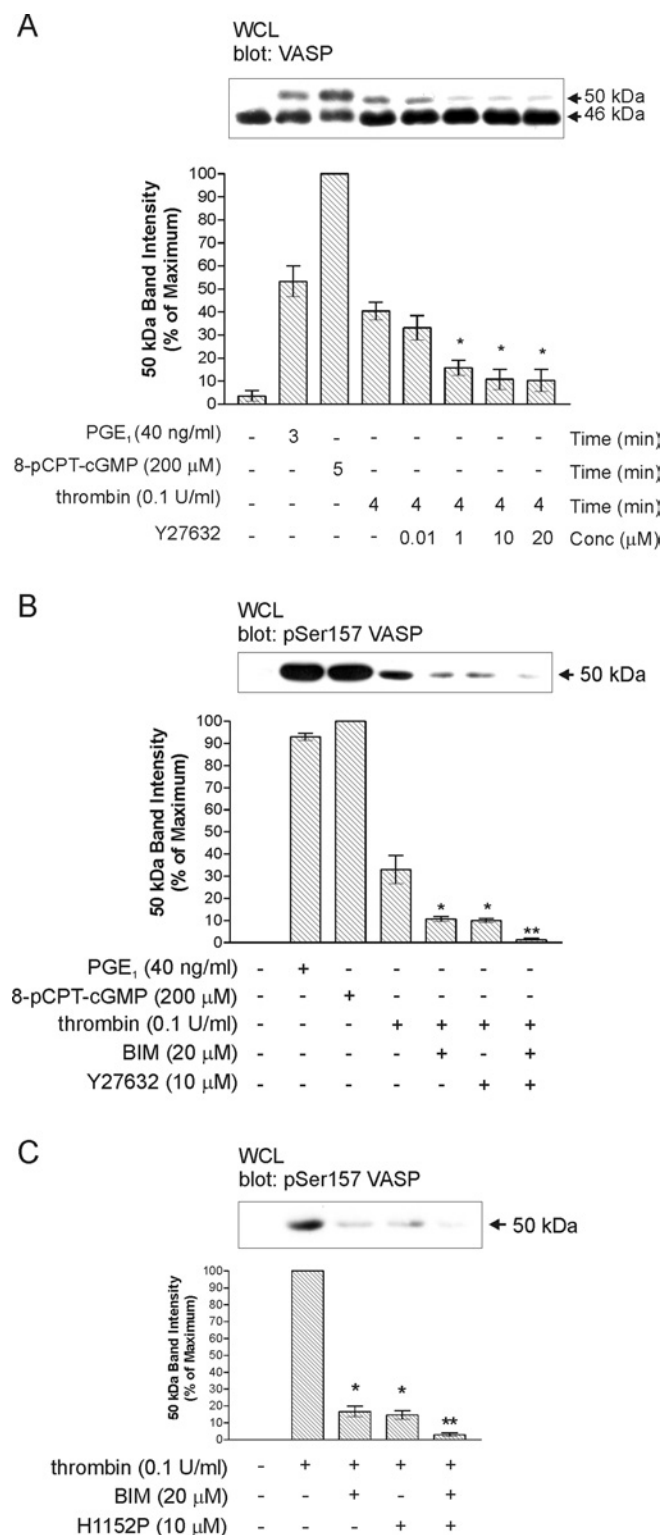 A
WCL
blot: VASP
50 kDa
46 kDa
50 kDa Band Intensity
(% of Maximum)
100
90
80
70
60
50
40
30
20
10
0
* * *
PGE₁ (40 ng/ml) - 3 - - - - - - Time (min)
8-pCPT-cGMP (200 µM) - - 5 - - - - - Time (min)
thrombin (0.1 U/ml) - - - 4 4 4 4 4 Time (min)
Y27632 - - - - 0.01 1 10 20 Conc (µM)
B
WCL
blot: pSer157 VASP
50 kDa
50 kDa Band Intensity
(% of Maximum)
100
90
80
70
60
50
40
30
20
10
0
* * **
PGE₁ (40 ng/ml) - + - - - - -
8-pCPT-cGMP (200 µM) - - + - - - -
thrombin (0.1 U/ml) - - - + + + +
BIM (20 µM) - - - - + - +
Y27632 (10 µM) - - - - - + +
C
WCL
blot: pSer157 VASP
50 kDa
50 kDa Band Intensity
(% of Maximum)
100
90
80
70
60
50
40
30
20
10
0
* * **
thrombin (0.1 U/ml) - + + + +
BIM (20 µM) - - + - +
H1152P (10 µM) - - - + +